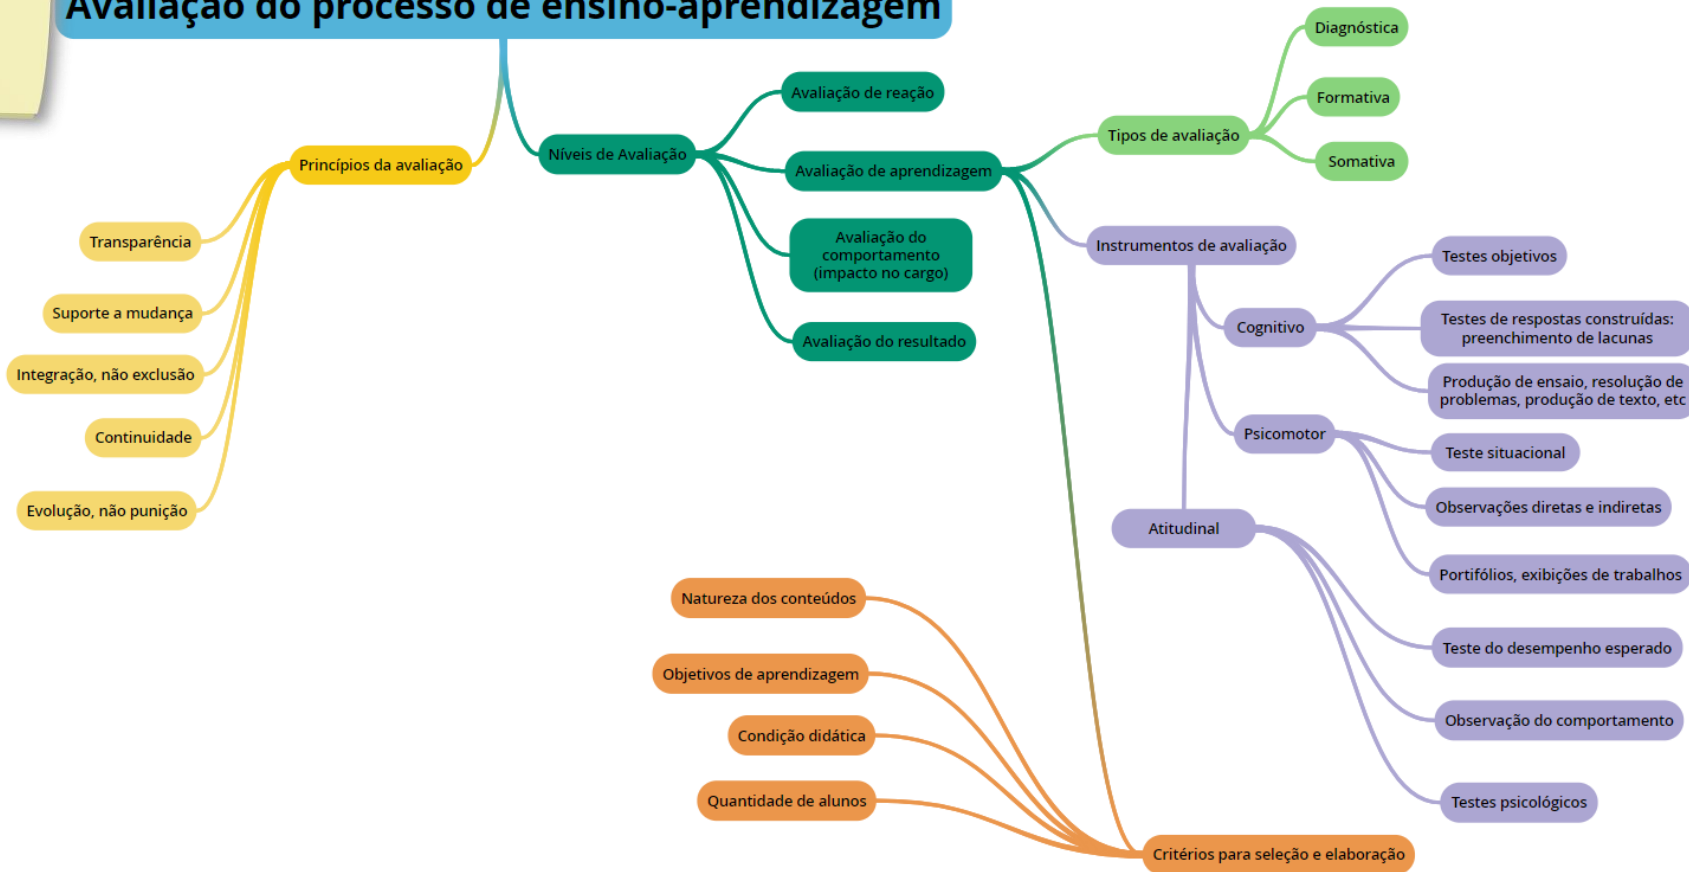 Avaliação do processo de ensino-aprendizagem
Princípios da avaliação
Transparência
Suporte a mudança
Integração, não exclusão
Continuidade
Evolução, não punição
Níveis de Avaliação
Avaliação de reação
Avaliação de aprendizagem
Avaliação do
comportamento
(impacto no cargo)
Avaliação do resultado
Tipos de avaliação
Diagnóstica
Formativa
Somativa
Instrumentos de avaliação
Cognitivo
Testes objetivos
Testes de respostas construídas:
preenchimento de lacunas
Produção de ensaio, resolução de
problemas, produção de texto, etc
Psicomotor
Teste situacional
Observações diretas e indiretas
Portifólios, exibições de trabalhos
Atitudinal
Teste do desempenho esperado
Observação do comportamento
Testes psicológicos
Critérios para seleção e elaboração
Natureza dos conteúdos
Objetivos de aprendizagem
Condição didática
Quantidade de alunos